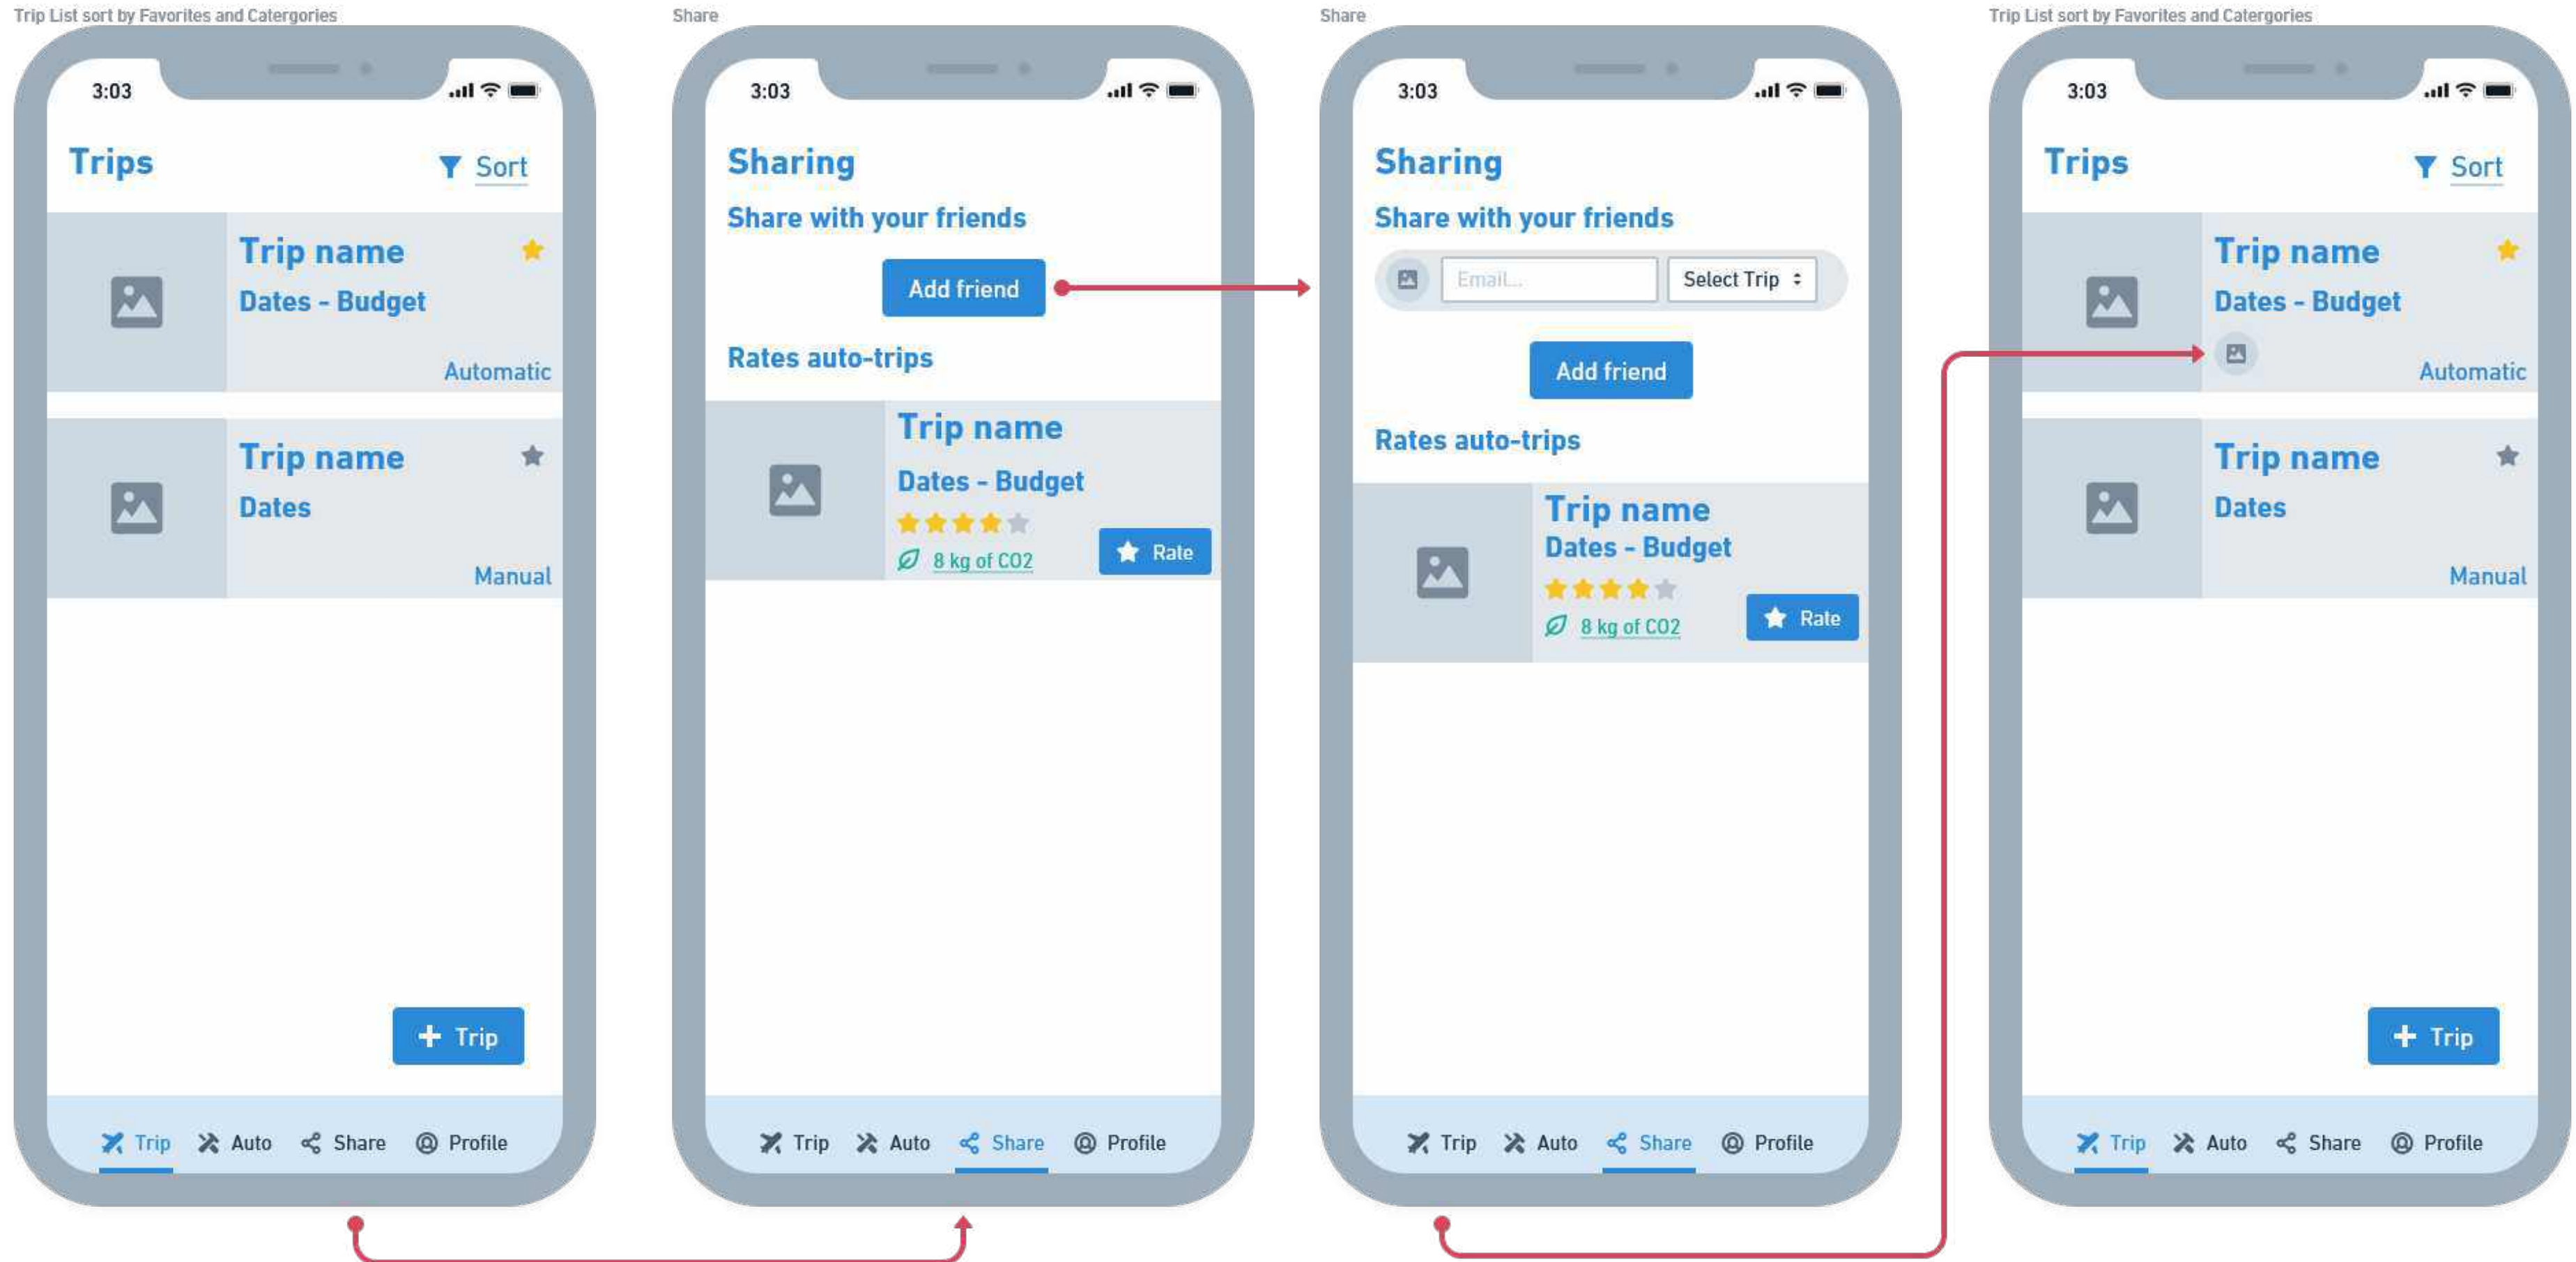 Trip List sort by Favorites and Catergories
3:03
Trips
Sort
Trip name
Dates - Budget
Automatic
Trip name
Dates
Manual
+ Trip
Trip Auto Share Profile
Share
3:03
Sharing
Share with your friends
Add friend
Rates auto-trips
Trip name
Dates - Budget
8 kg of CO2
Rate
Trip Auto Share Profile
Share
3:03
Sharing
Share with your friends
Email...
Select Trip
Add friend
Rates auto-trips
Trip name
Dates - Budget
8 kg of CO2
Rate
Trip Auto Share Profile
Trip List sort by Favorites and Catergories
3:03
Trips
Sort
Trip name
Dates - Budget
Automatic
Trip name
Dates
Manual
+ Trip
Trip Auto Share Profile